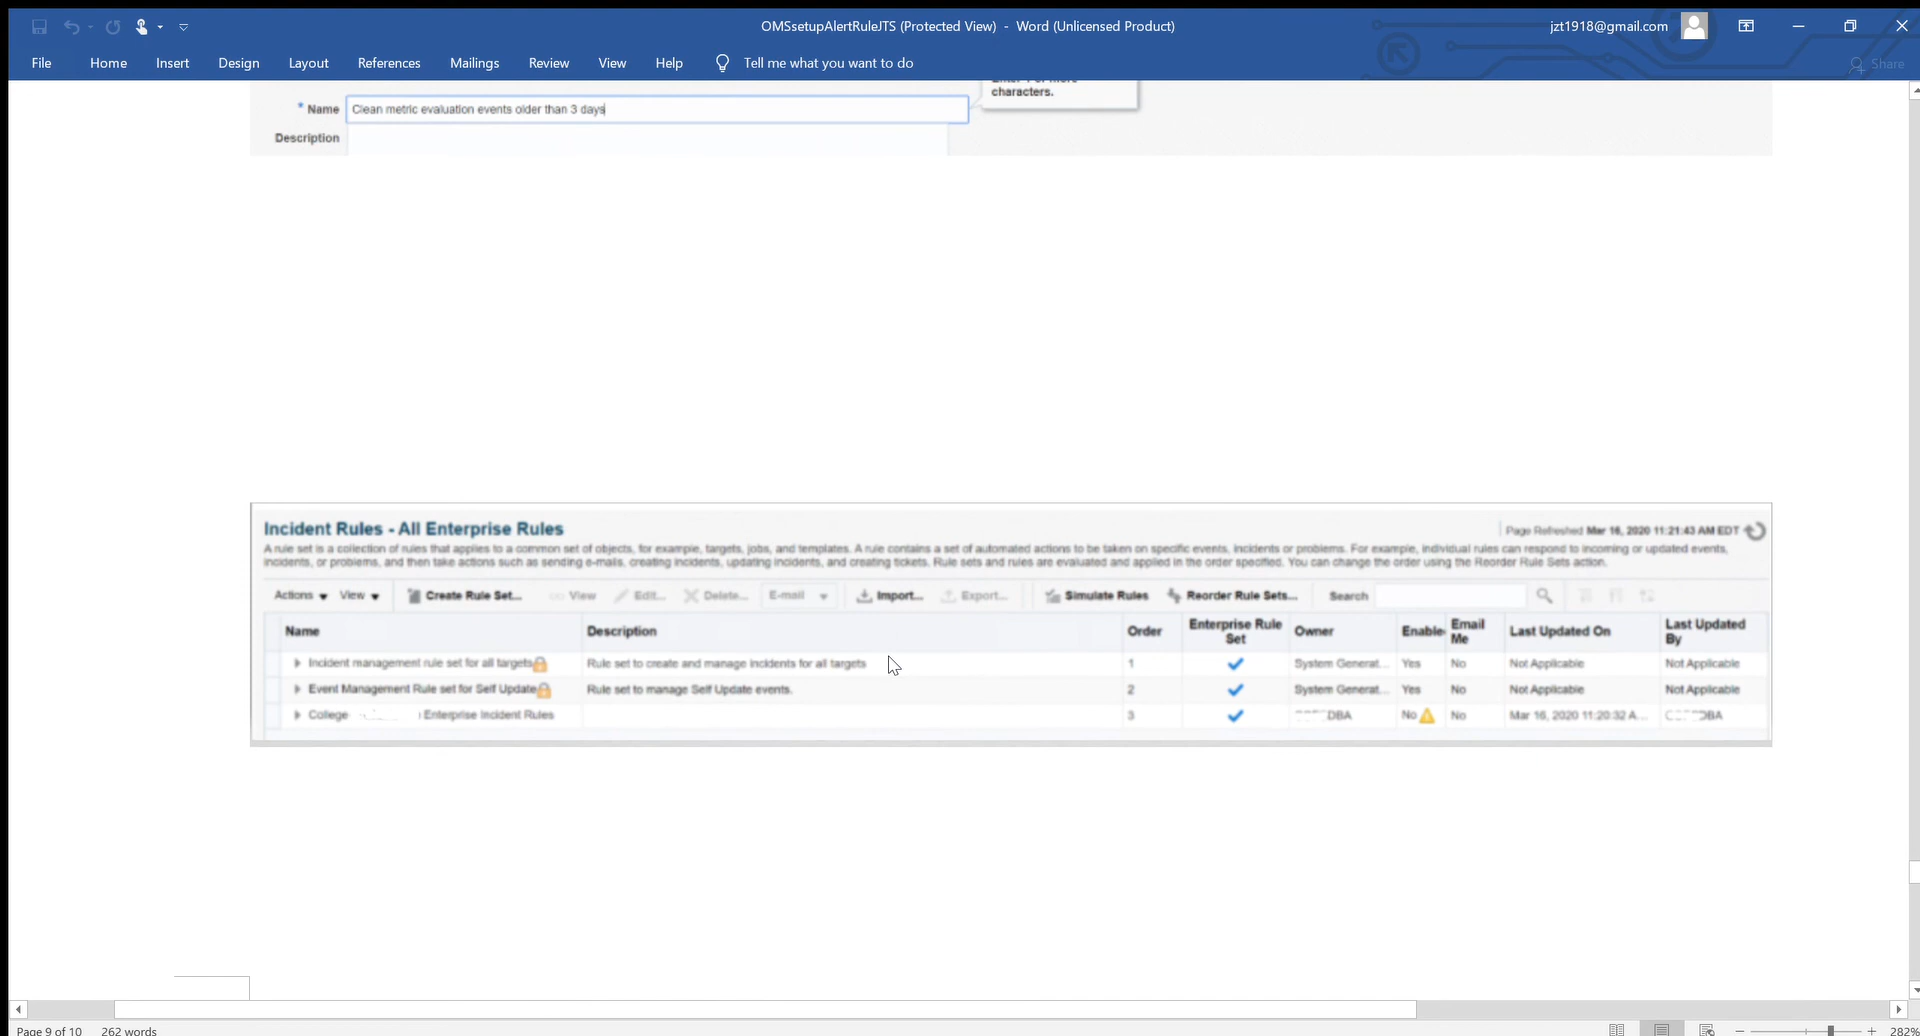 OMSsetupAlertRuleJTS (Protected View) - Word (Unlicensed Product)
jzt1918@gmail.com
File Home Insert Design Layout References Mailings Review View Help Tell me what you want to do Share
characters.
* Name Clean metric evaluation events older than 3 days
Description
Incident Rules - All Enterprise Rules
Page Refreshed Mar 16, 2020 11:21:43 AM EDT
A rule set is a collection of rules that applies to a common set of objects, for example, targets, jobs, and templates. A rule contains a set of automated actions to be taken on specific events, incidents or problems. For example, individual rules can respond to incoming or updated events,
incidents, or problems, and then take actions such as sending e-mails, creating incidents, updating incidents, and creating tickets. Rule sets and rules are evaluated and applied in the order specified. You can change the order using the Reorder Rule Sets action.
Actions View Create Rule Set... View Edit... Delete... E-mail Import... Export... Simulate Rules Reorder Rule Sets... Search
Name Description Order Enterprise Rule Set Owner Enable Email Me Last Updated On Last Updated By
Incident management rule set for all targets Rule set to create and manage incidents for all targets 1 System Generat... Yes No Not Applicable Not Applicable
Event Management Rule set for Self Update Rule set to manage Self Update events. 2 System Generat... Yes No Not Applicable Not Applicable
College Enterprise Incident Rules 3 DBA No No Mar 16, 2020 11:20:32 A...
Page 9 of 10 262 words 282%